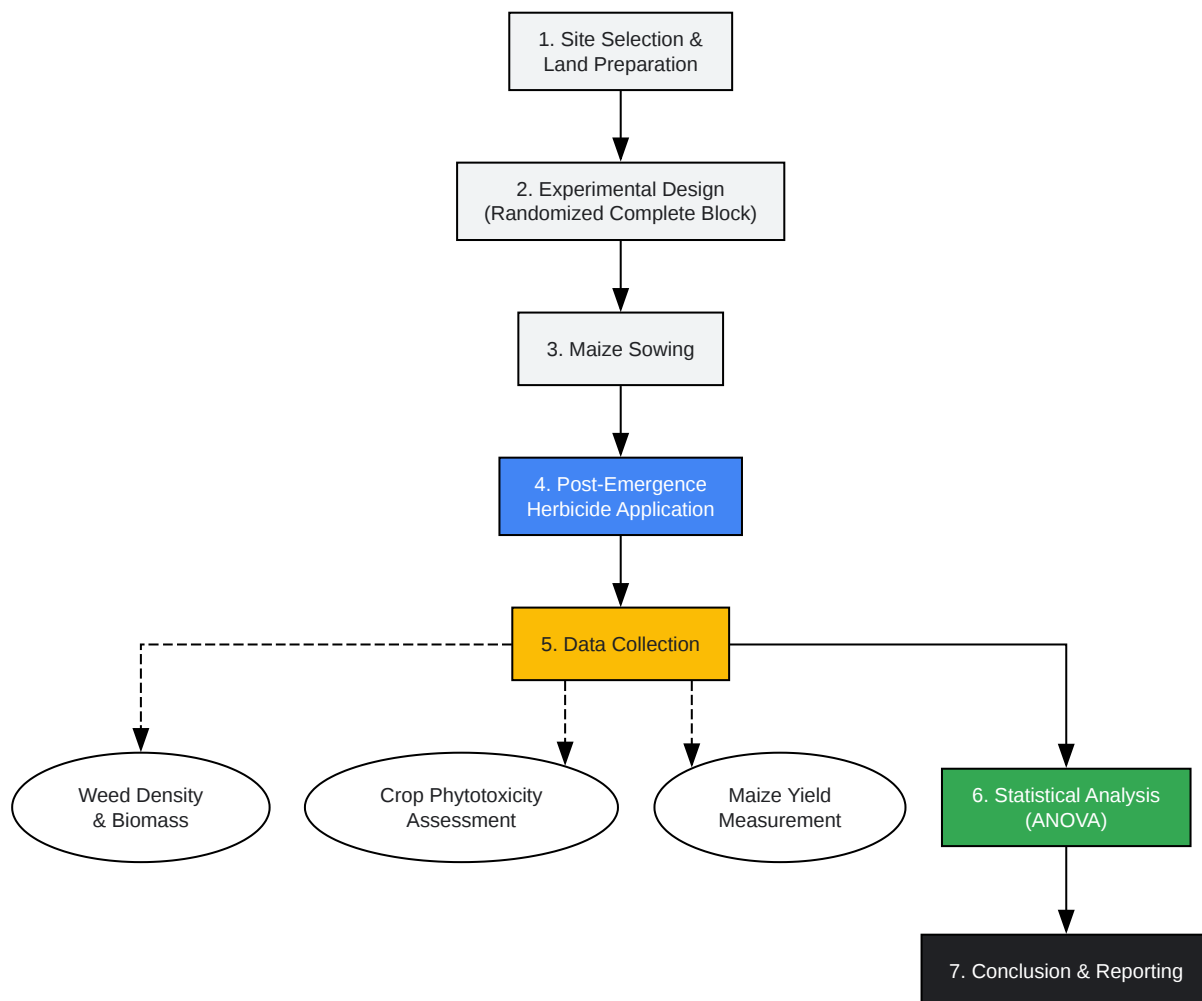 1. Site Selection &
Land Preparation
2. Experimental Design
(Randomized Complete Block)
3. Maize Sowing
4. Post-Emergence
Herbicide Application
5. Data Collection
Weed Density
& Biomass
Crop Phytotoxicity
Assessment
Maize Yield
Measurement
6. Statistical Analysis
(ANOVA)
7. Conclusion & Reporting